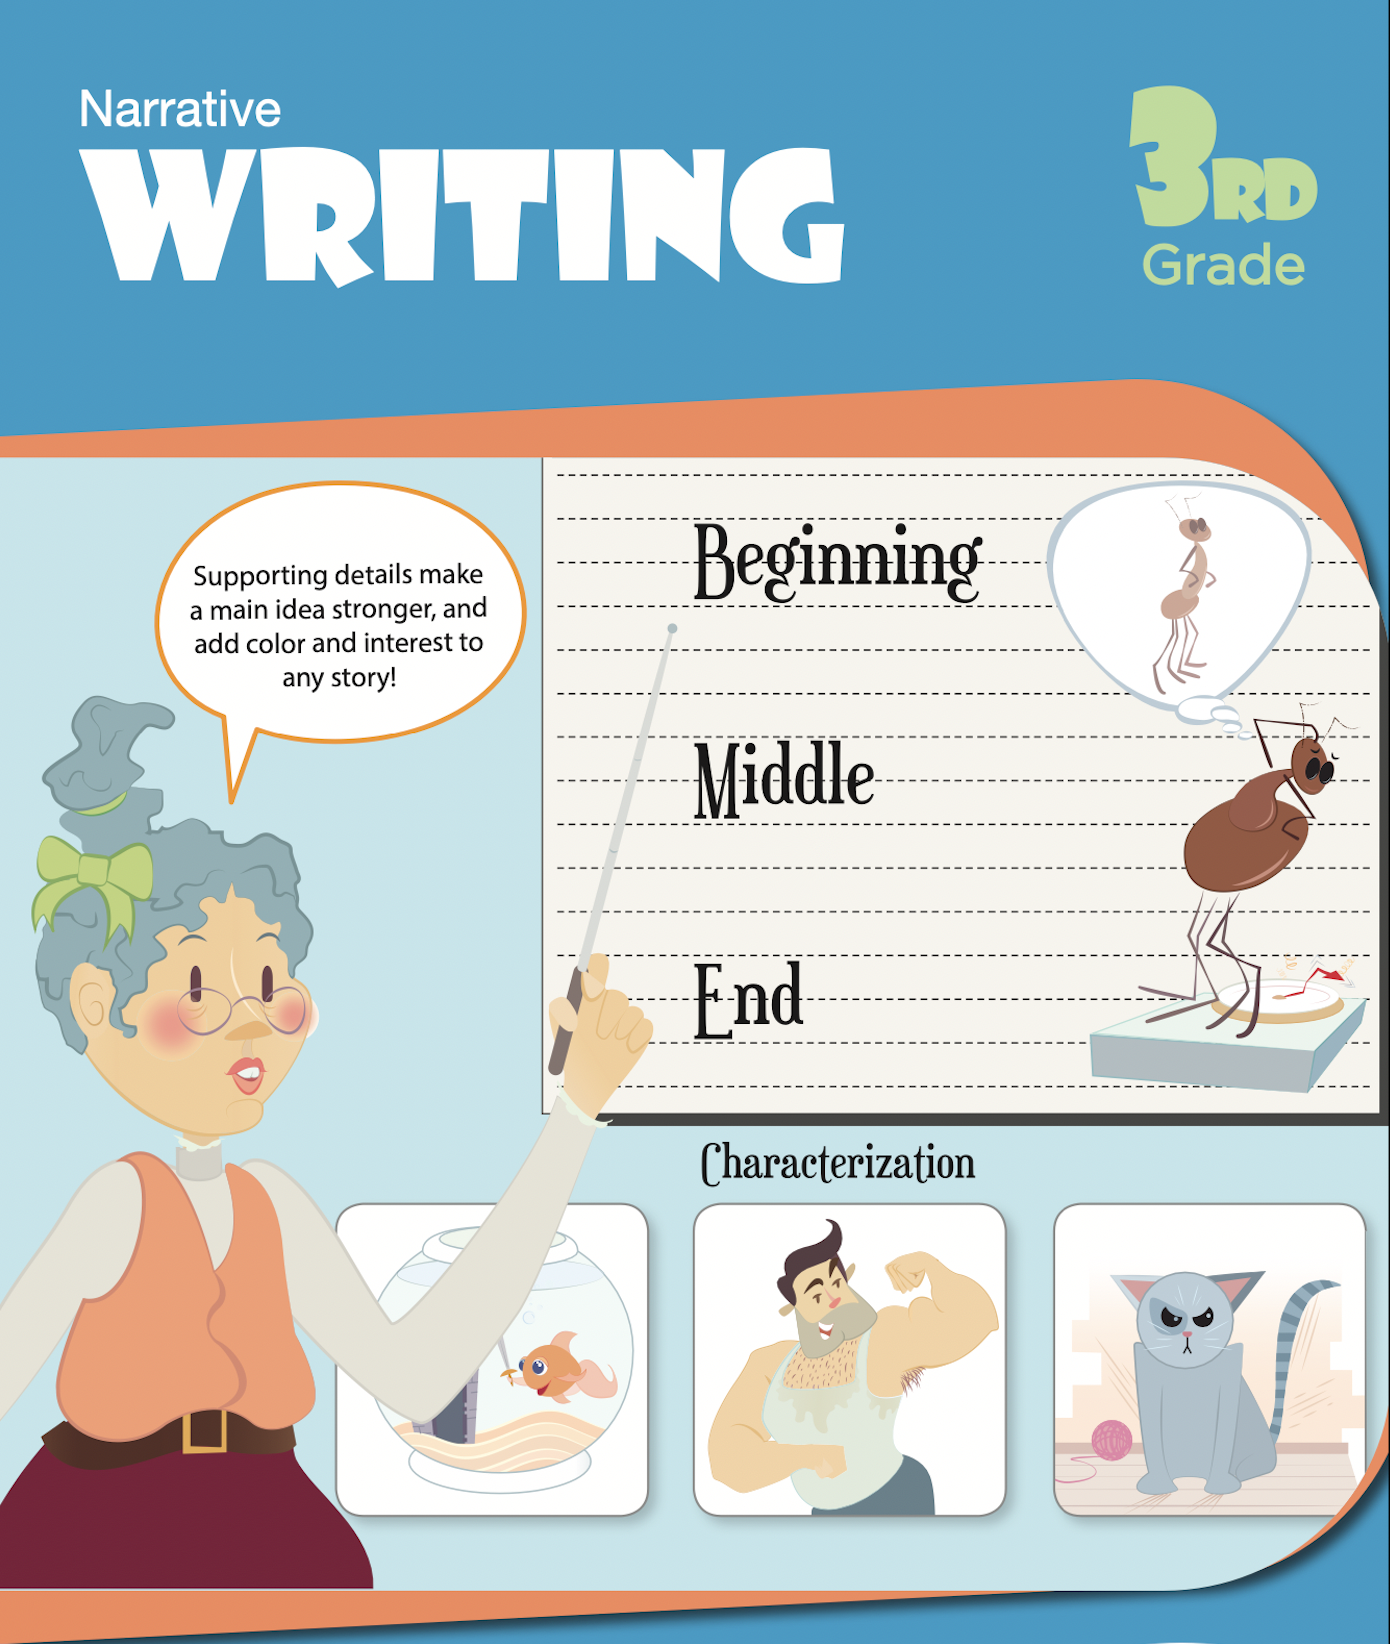 Narrative
WRITING
3RD
Grade
Supporting details make
a main idea stronger, and
add color and interest to
any story!
Beginning
Middle
End
Characterization